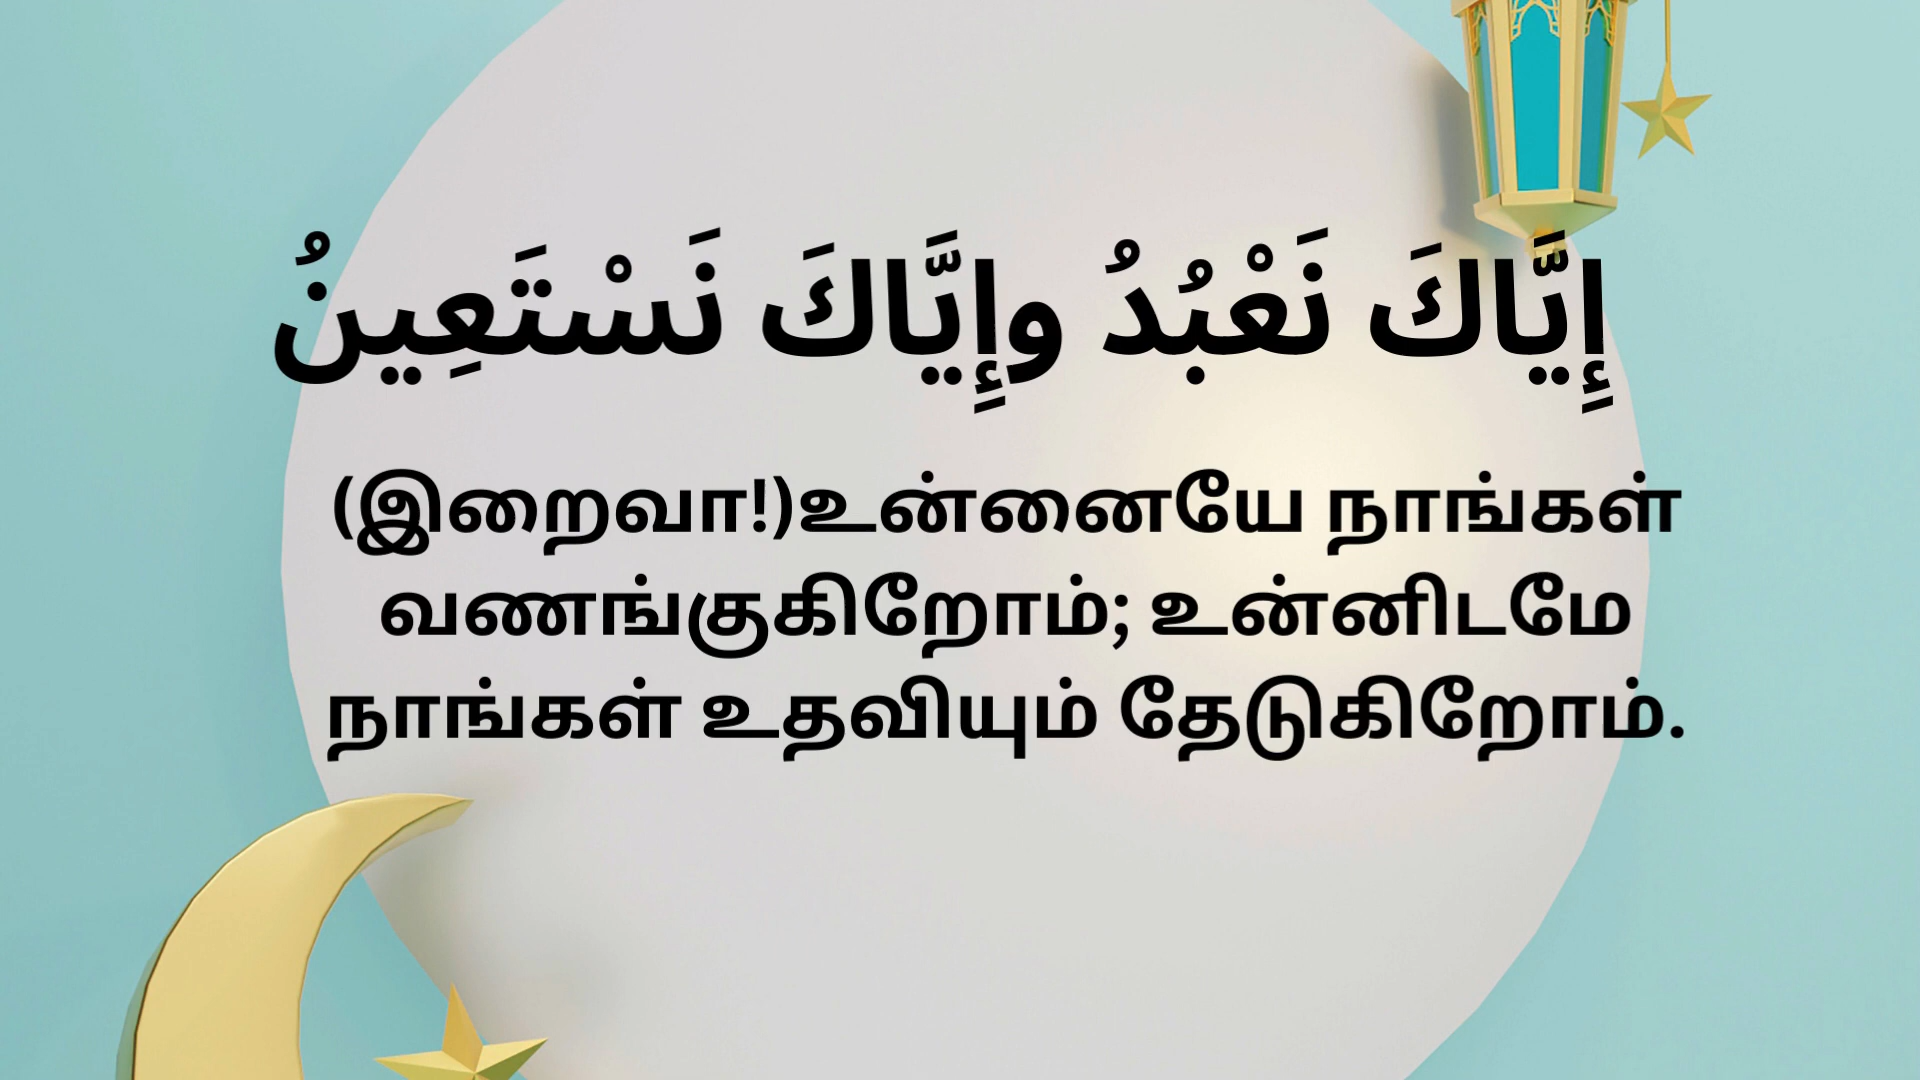 إِيَّاكَ نَعْبُدُ وإِيَّاكَ نَسْتَعِينُ
(இறைவா!)உன்னையே நாங்கள்
வணங்குகிறோம்; உன்னிடமே
நாங்கள் உதவியும் தேடுகிறோம்.